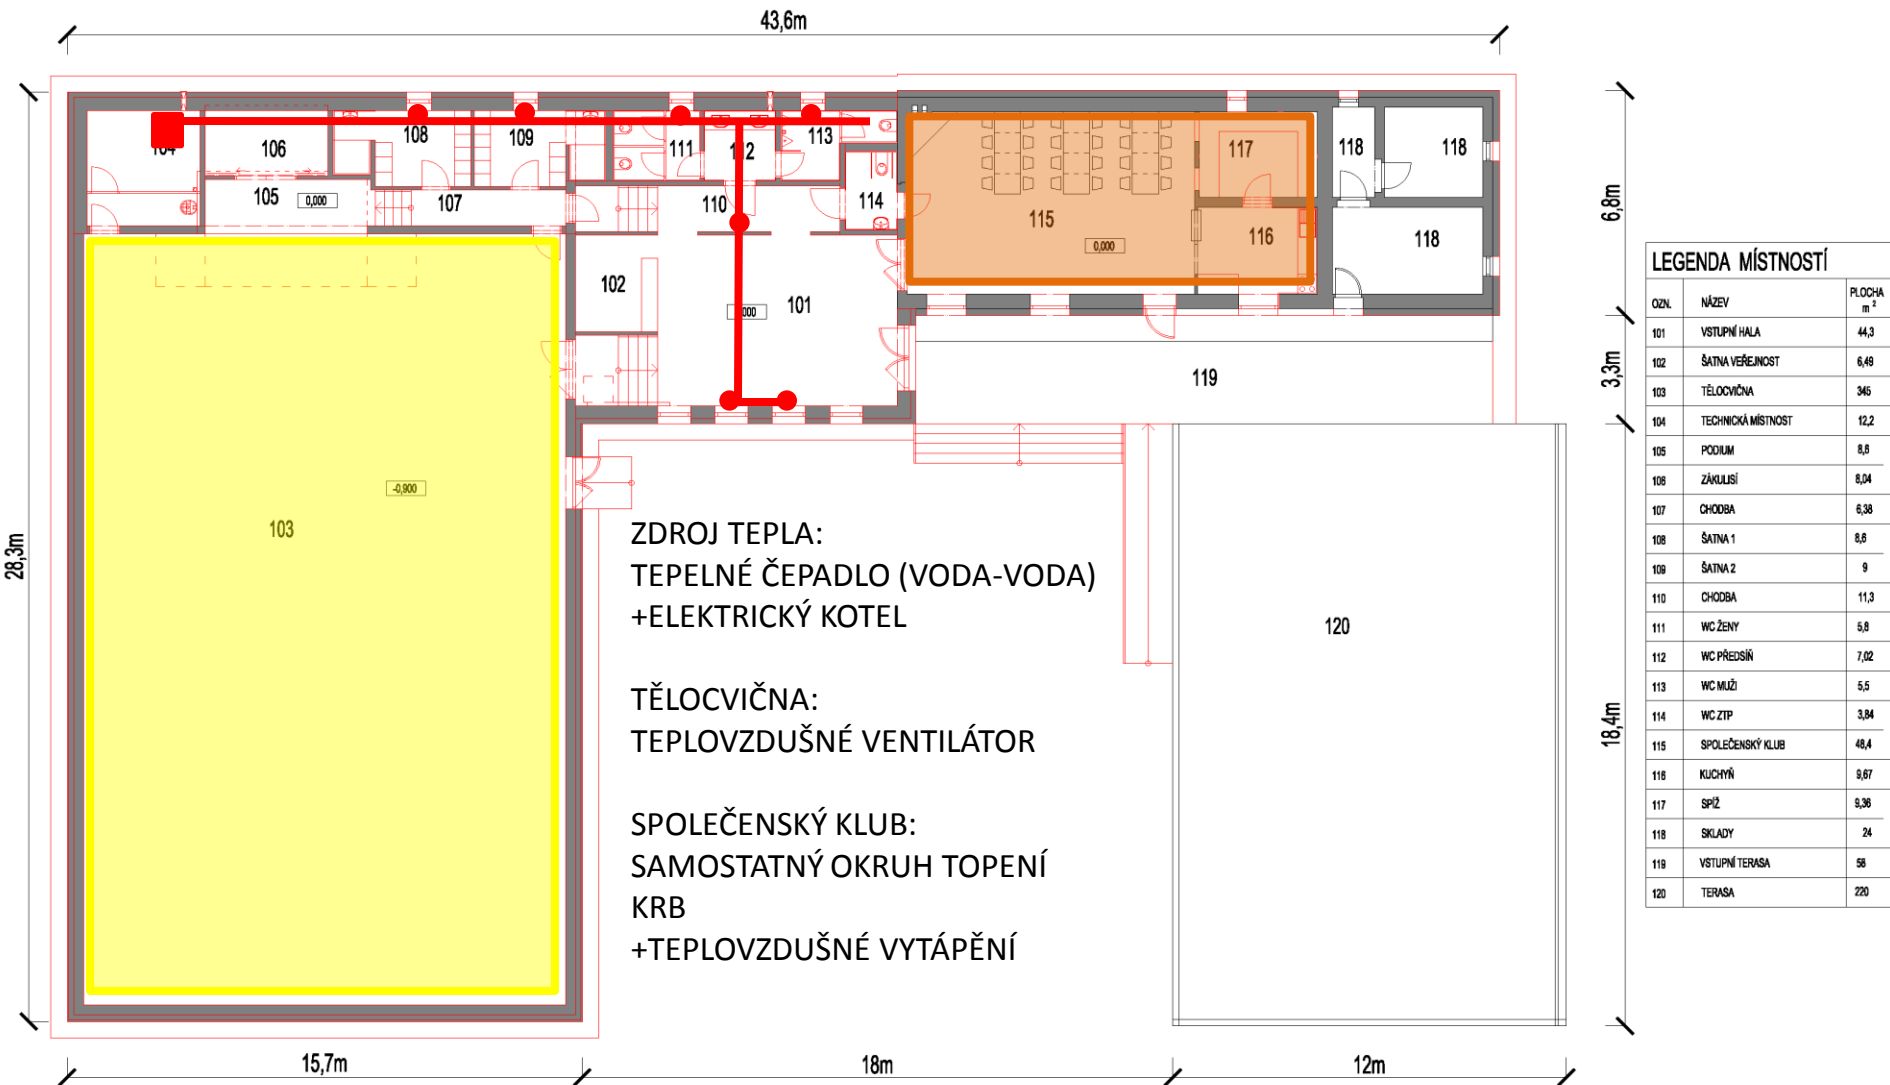 43,6m
104
106
108
109
111
112
113
117
118
118
105
0,000
107
110
114
115
0,000
116
118
6,8m
102
0,000
101
3,3m
119
-0,900
103
28,3m
120
18,4m
ZDROJ TEPLA:
TEPELNÉ ČEPADLO (VODA-VODA)
+ELEKTRICKÝ KOTEL
TĚLOCVIČNA:
TEPLOVZDUŠNÉ VENTILÁTOR
SPOLEČENSKÝ KLUB:
SAMOSTATNÝ OKRUH TOPENÍ
KRB
+TEPLOVZDUŠNÉ VYTÁPĚNÍ
15,7m
18m
12m
LEGENDA MÍSTNOSTÍ
OZN. NÁZEV PLOCHA m²
101 VSTUPNÍ HALA 44,3
102 ŠATNA VEŘEJNOST 6,49
103 TĚLOCVIČNA 345
104 TECHNICKÁ MÍSTNOST 12,2
105 PODIUM 8,6
106 ZÁKULISÍ 8,04
107 CHODBA 6,38
108 ŠATNA 1 8,6
109 ŠATNA 2 9
110 CHODBA 11,3
111 WC ŽENY 5,8
112 WC PŘEDSÍŇ 7,02
113 WC MUŽI 5,5
114 WC ZTP 3,84
115 SPOLEČENSKÝ KLUB 48,4
116 KUCHYŇ 9,67
117 SPÍŽ 9,36
118 SKLADY 24
119 VSTUPNÍ TERASA 58
120 TERASA 220